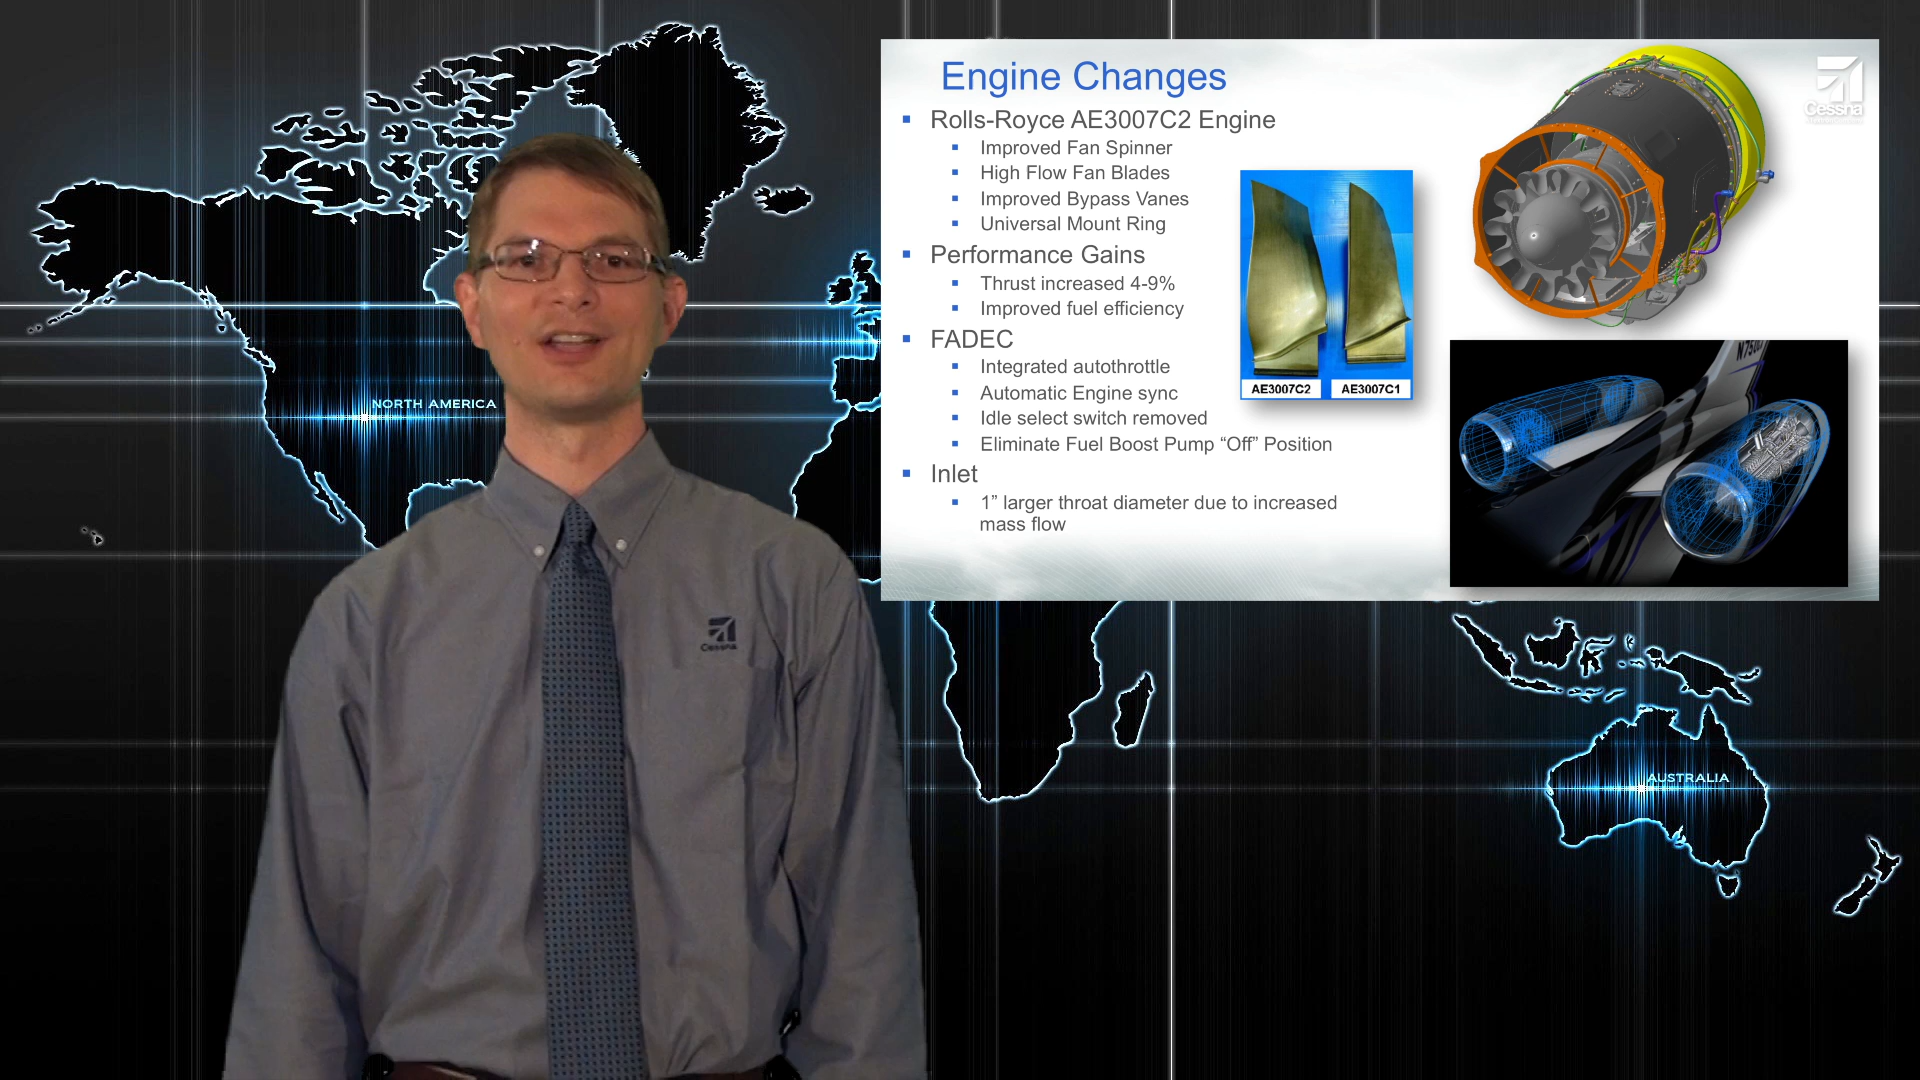 Engine Changes
Rolls-Royce AE3007C2 Engine
Improved Fan Spinner
High Flow Fan Blades
Improved Bypass Vanes
Universal Mount Ring
Performance Gains
Thrust increased 4-9%
Improved fuel efficiency
FADEC
Integrated autothrottle
Automatic Engine sync
Idle select switch removed
Eliminate Fuel Boost Pump “Off” Position
Inlet
1” larger throat diameter due to increased
mass flow
AE3007C2
AE3007C1
Cessna
NORTH AMERICA
Cessna
AUSTRALIA